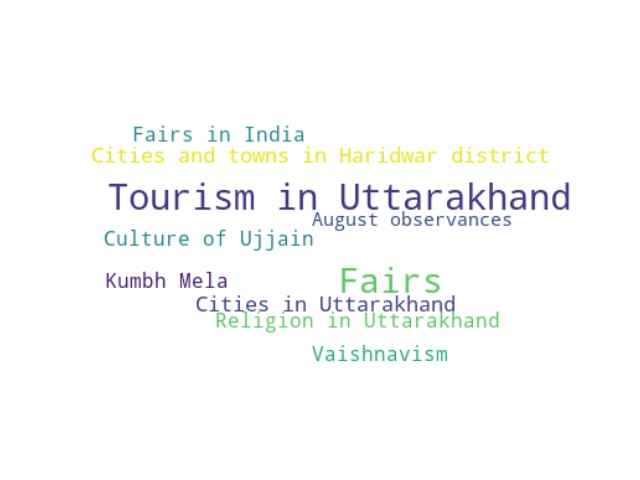 Fairs in India
Cities and towns in Haridwar district
Tourism in Uttarakhand
August observances
Culture of Ujjain
Kumbh Mela
Fairs
Cities in Uttarakhand
Religion in Uttarakhand
Vaishnavism